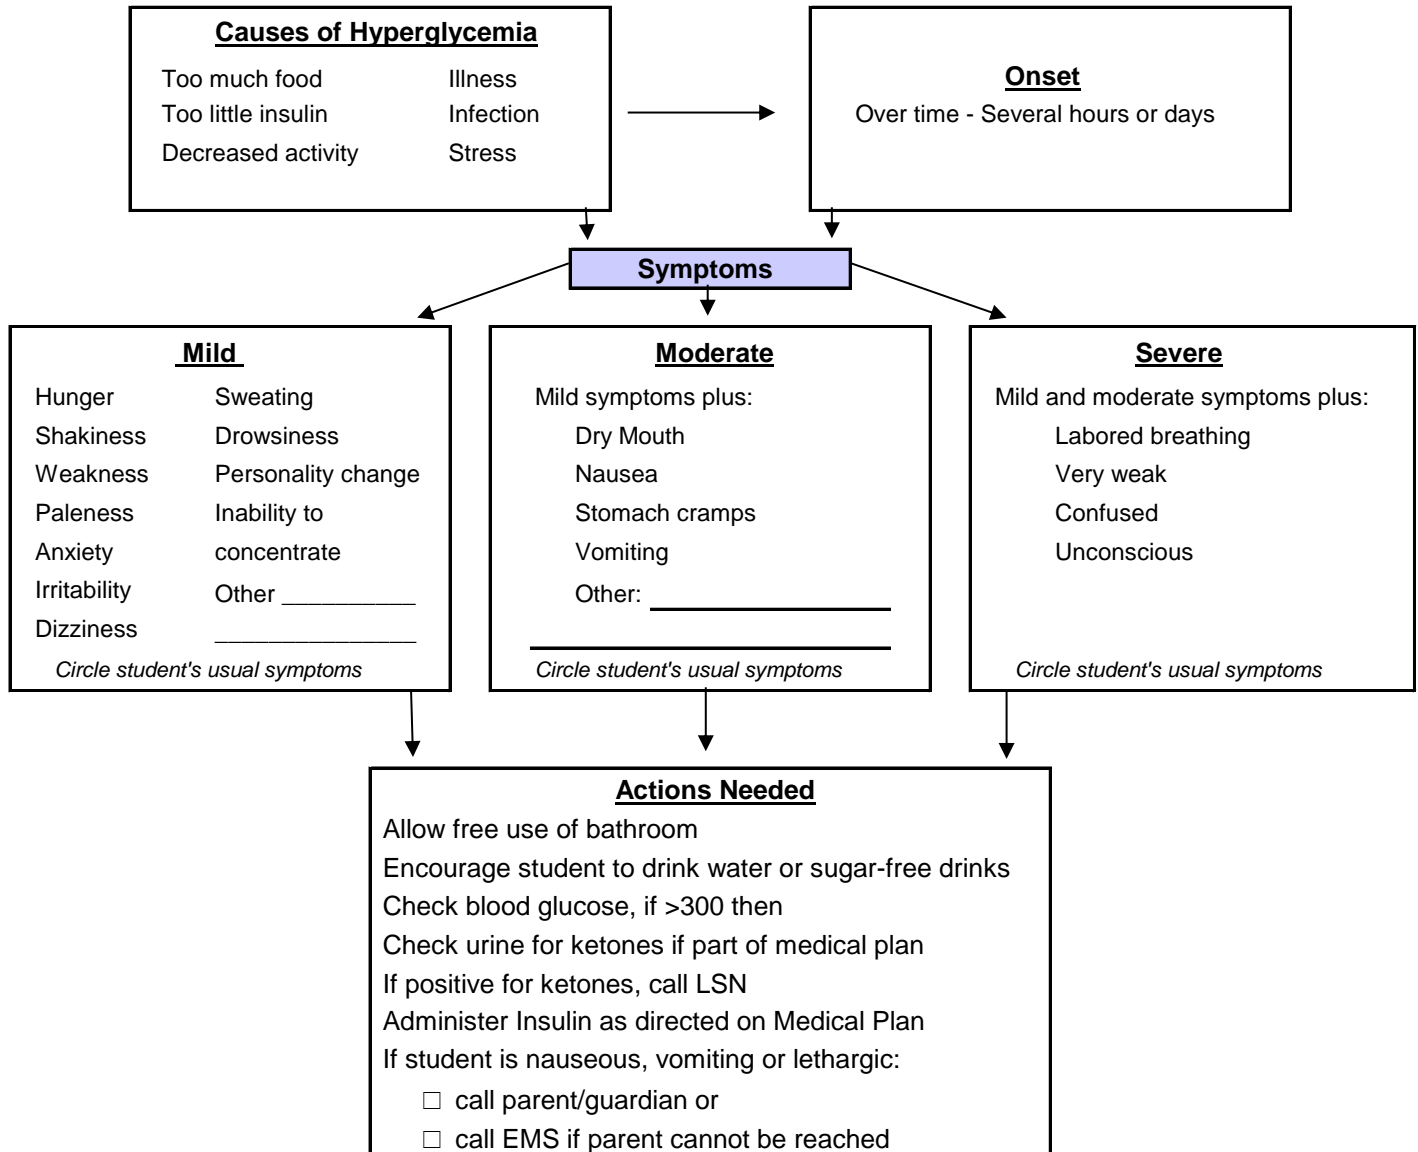 Causes of Hyperglycemia
Too much food Illness
Too little insulin Infection
Decreased activity Stress
Onset
Over time - Several hours or days
Symptoms
Mild
Hunger Sweating
Shakiness Drowsiness
Weakness Personality change
Paleness Inability to
Anxiety concentrate
Irritability Other __________
Dizziness _______________
Circle student's usual symptoms
Moderate
Mild symptoms plus:
Dry Mouth
Nausea
Stomach cramps
Vomiting
Other:
Circle student's usual symptoms
Severe
Mild and moderate symptoms plus:
Labored breathing
Very weak
Confused
Unconscious
Circle student's usual symptoms
Actions Needed
Allow free use of bathroom
Encourage student to drink water or sugar-free drinks
Check blood glucose, if >300 then
Check urine for ketones if part of medical plan
If positive for ketones, call LSN
Administer Insulin as directed on Medical Plan
If student is nauseous, vomiting or lethargic:
□ call parent/guardian or
□ call EMS if parent cannot be reached